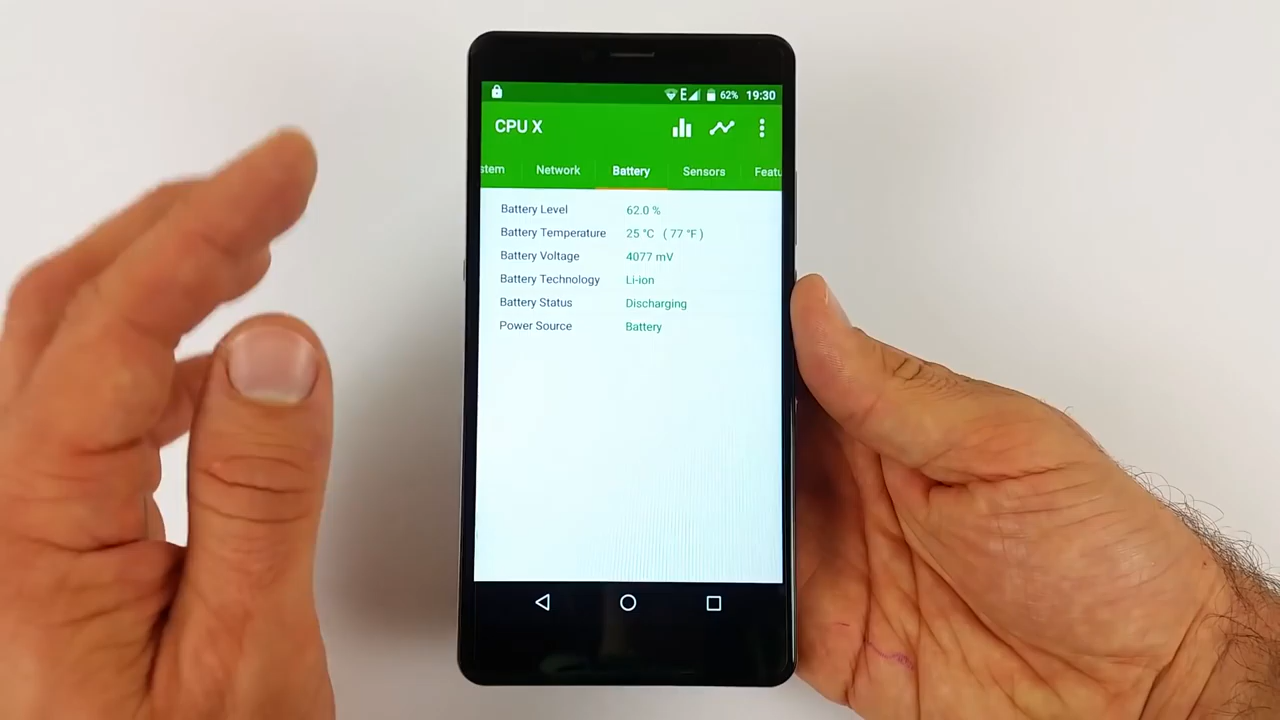 E 62% 19:30
CPU X
stem Network Battery Sensors Featu
Battery Level 62.0 %
Battery Temperature 25 °C ( 77 °F )
Battery Voltage 4077 mV
Battery Technology Li-ion
Battery Status Discharging
Power Source Battery